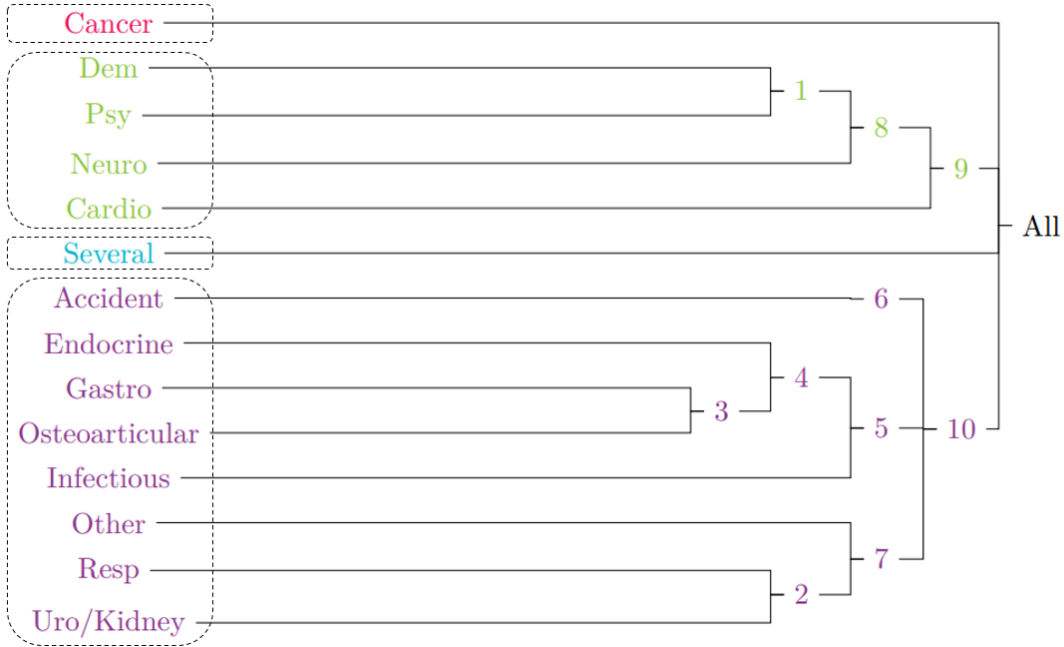 Cancer
Dem
1
Psy
8
Neuro
9
Cardio
All
Several
Accident
6
Endocrine
4
Gastro
3
Osteoarticular
5
10
Infectious
Other
7
Resp
2
Uro/Kidney